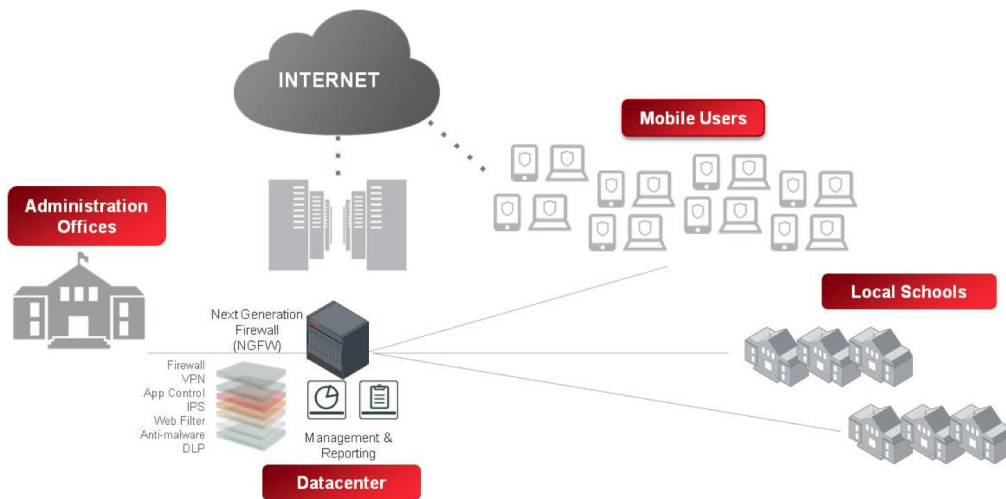 INTERNET
Mobile Users
Administration
Offices
Local Schools
Next Generation
Firewall
(NGFW)
Firewall
VPN
App Control
IPS
Web Filter
Anti-malware
DLP
Management &
Reporting
Datacenter